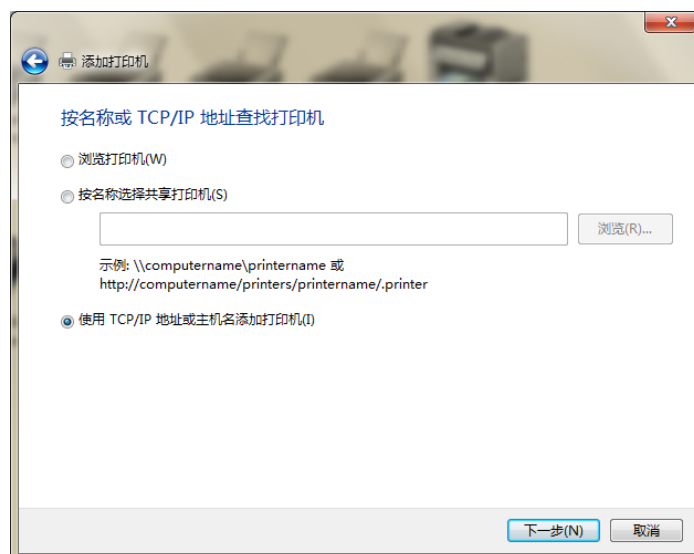 添加打印机
按名称或 TCP/IP 地址查找打印机
浏览打印机(W)
按名称选择共享打印机(S)
浏览(R)...
示例: \\computername\printername 或
http://computername/printers/printername/.printer
使用 TCP/IP 地址或主机名添加打印机(I)
下一步(N)
取消